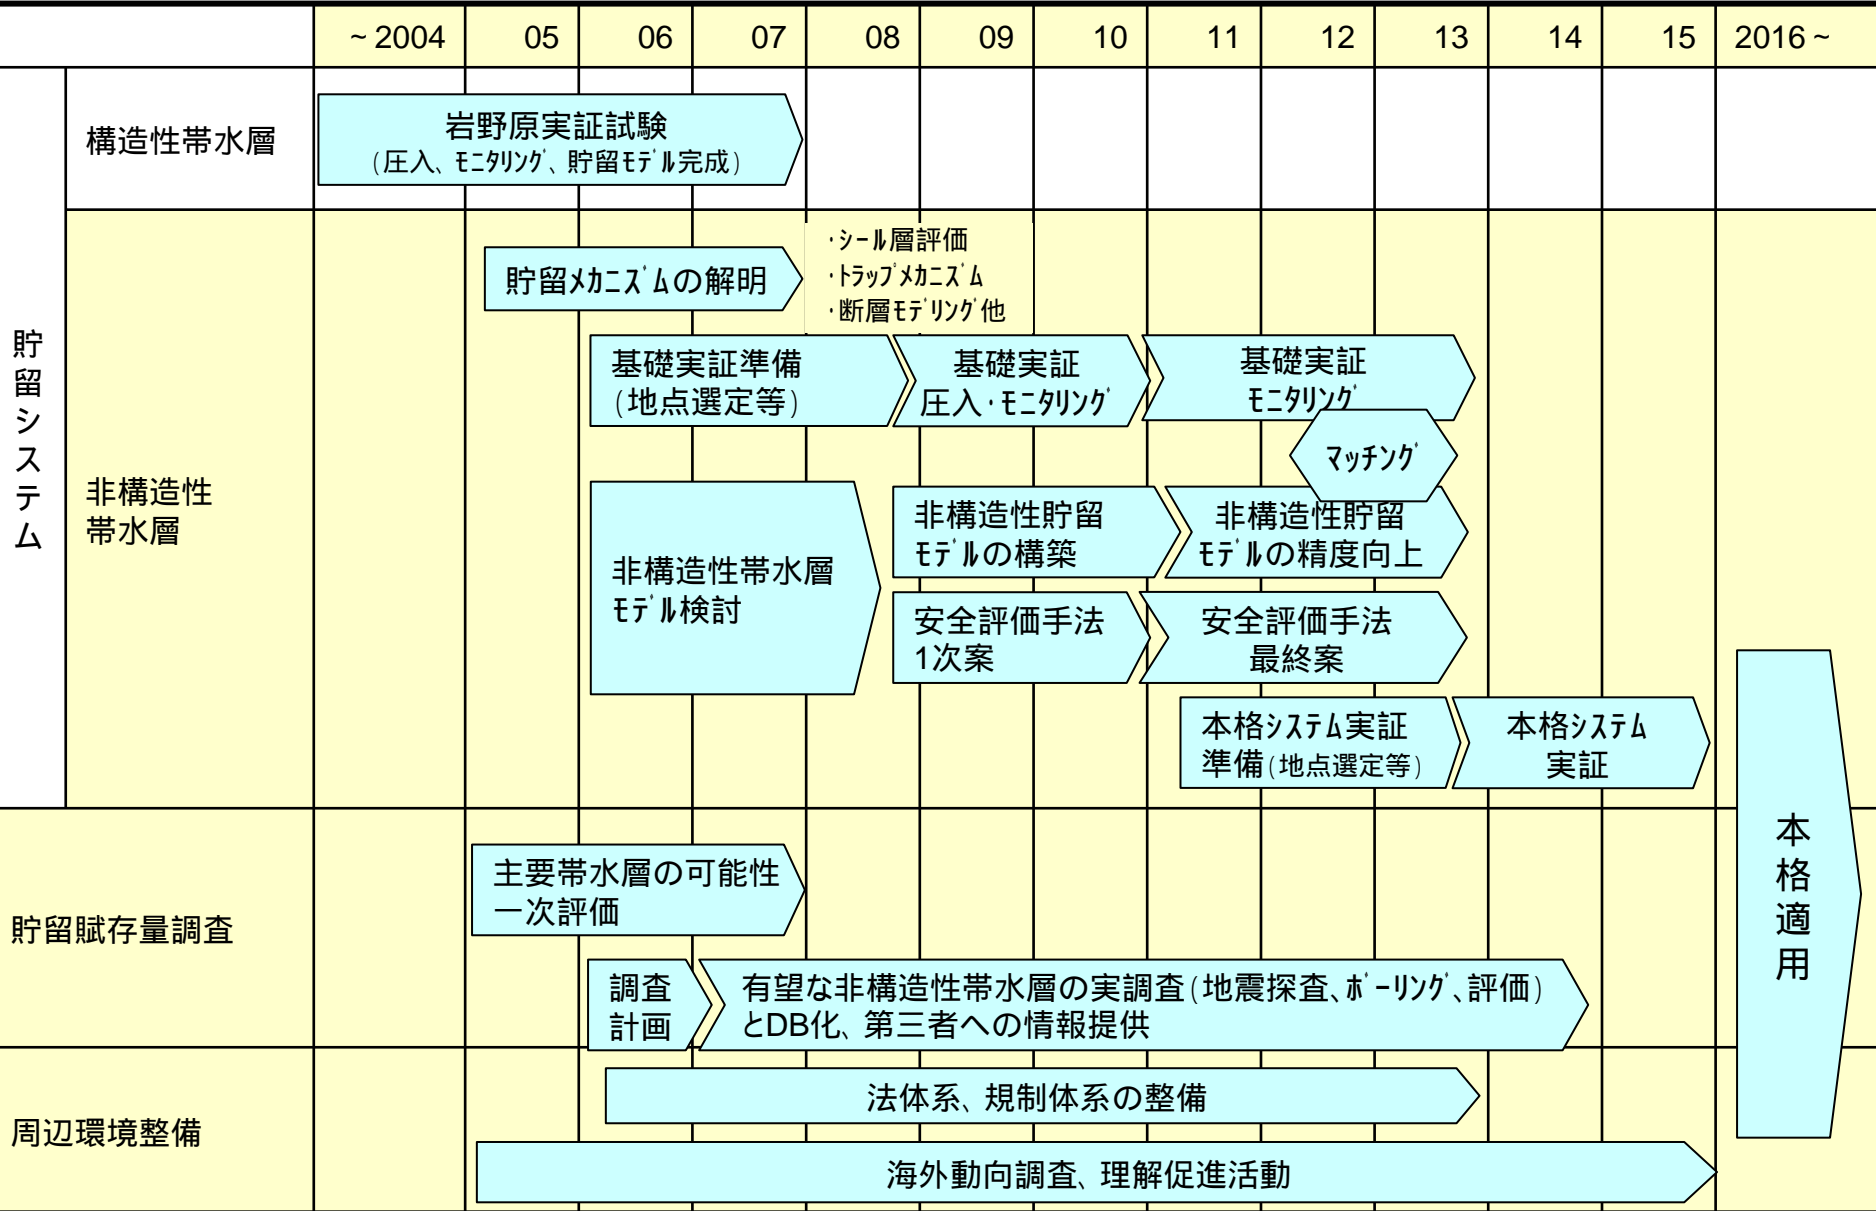 ~2004 05 06 07 08 09 10 11 12 13 14 15 2016~
貯留システム
構造性帯水層
岩野原実証試験
(圧入、ﾓﾆﾀﾘﾝｸﾞ、貯留ﾓﾃﾞﾙ完成)
非構造性
帯水層
貯留ﾒｶﾆｽﾞﾑの解明
・ｼｰﾙ層評価
・ﾄﾗｯﾌﾟﾒｶﾆｽﾞﾑ
・断層ﾓﾃﾞﾘﾝｸﾞ他
基礎実証準備
(地点選定等)
基礎実証
圧入・ﾓﾆﾀﾘﾝｸﾞ
基礎実証
ﾓﾆﾀﾘﾝｸﾞ
ﾏｯﾁﾝｸﾞ
非構造性帯水層
ﾓﾃﾞﾙ検討
非構造性貯留
ﾓﾃﾞﾙの構築
非構造性貯留
ﾓﾃﾞﾙの精度向上
安全評価手法
1次案
安全評価手法
最終案
本格ｼｽﾃﾑ実証
準備(地点選定等)
本格ｼｽﾃﾑ
実証
貯留賦存量調査
主要帯水層の可能性
一次評価
調査
計画
有望な非構造性帯水層の実調査(地震探査、ﾎﾞｰﾘﾝｸﾞ、評価)
とDB化、第三者への情報提供
周辺環境整備
法体系、規制体系の整備
海外動向調査、理解促進活動
本格適用